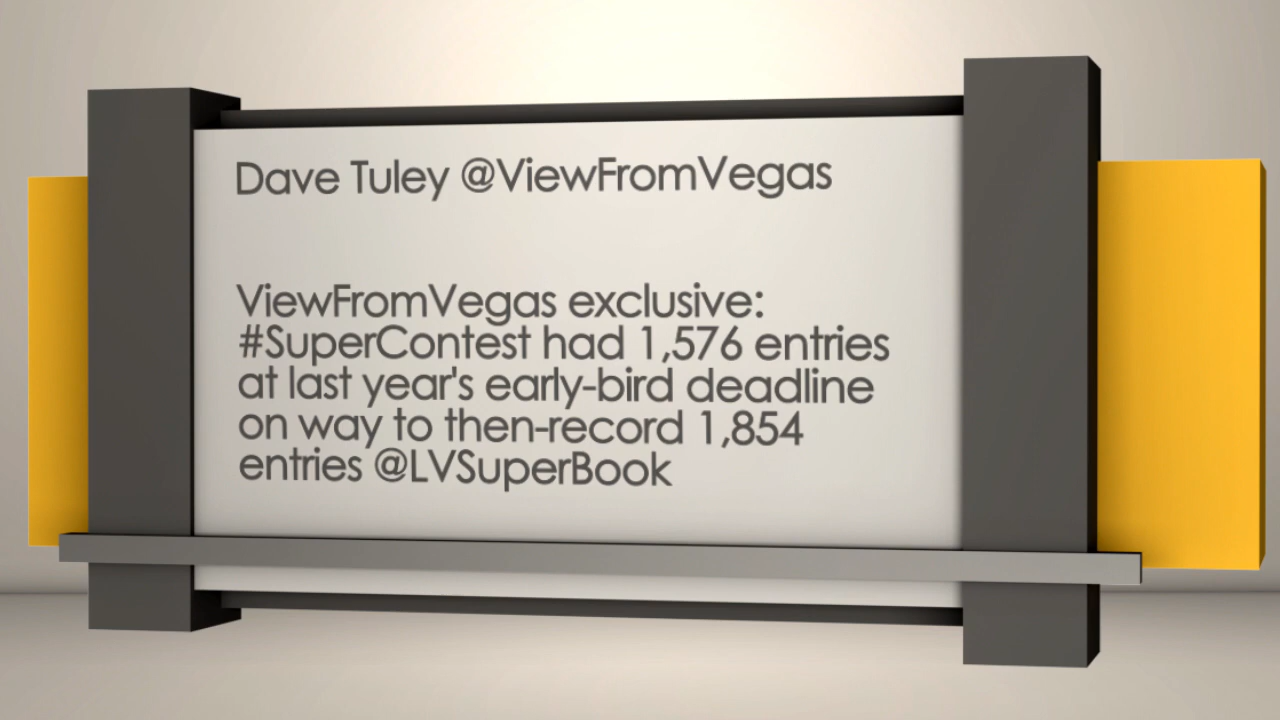 Dave Tuley @ViewFromVegas
ViewFromVegas exclusive:
#SuperContest had 1,576 entries
at last year's early-bird deadline
on way to then-record 1,854
entries @LVSuperBook